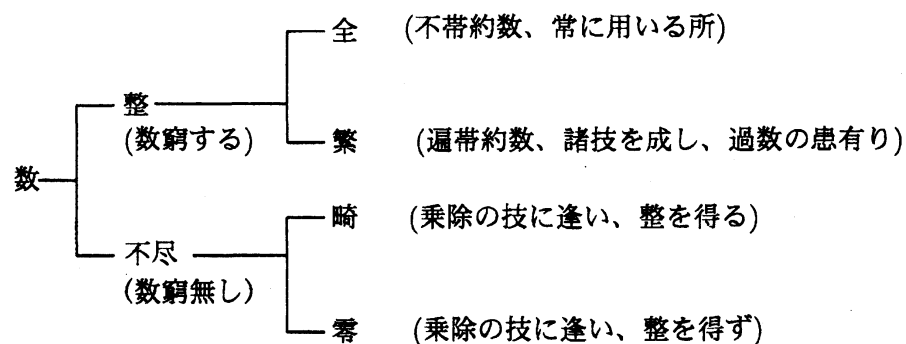 全 (不帯約数、常に用いる所)
整
(数窮する)
繁 (遍帯約数、諸技を成し、過数の患有り)
数
畸 (乗除の技に逢い、整を得る)
不尽
(数窮無し)
零 (乗除の技に逢い、整を得ず)